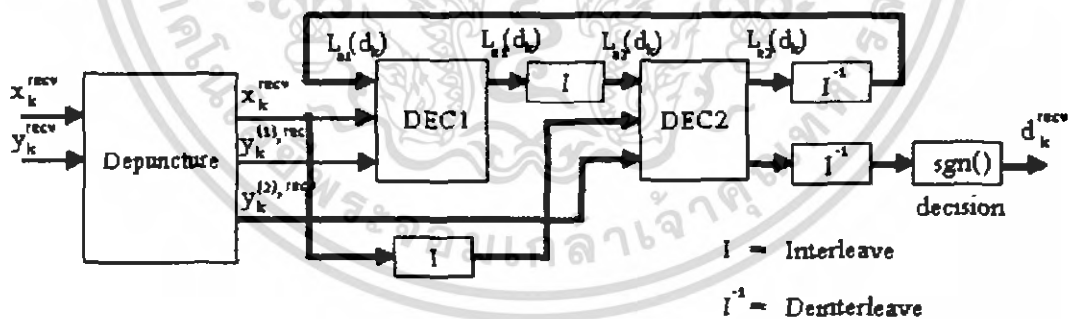 L_a1(d_k) L_e1(d_k) L_a2(d_k) L_e2(d_k)
x_k^recv
y_k^recv
Depuncture
x_k^recv
y_k^(1),recv
y_k^(2),recv
DEC1
I
DEC2
I^-1
I^-1
sgn()
d_k^recv
decision
I
I = Interleave
I^-1 = Deinterleave